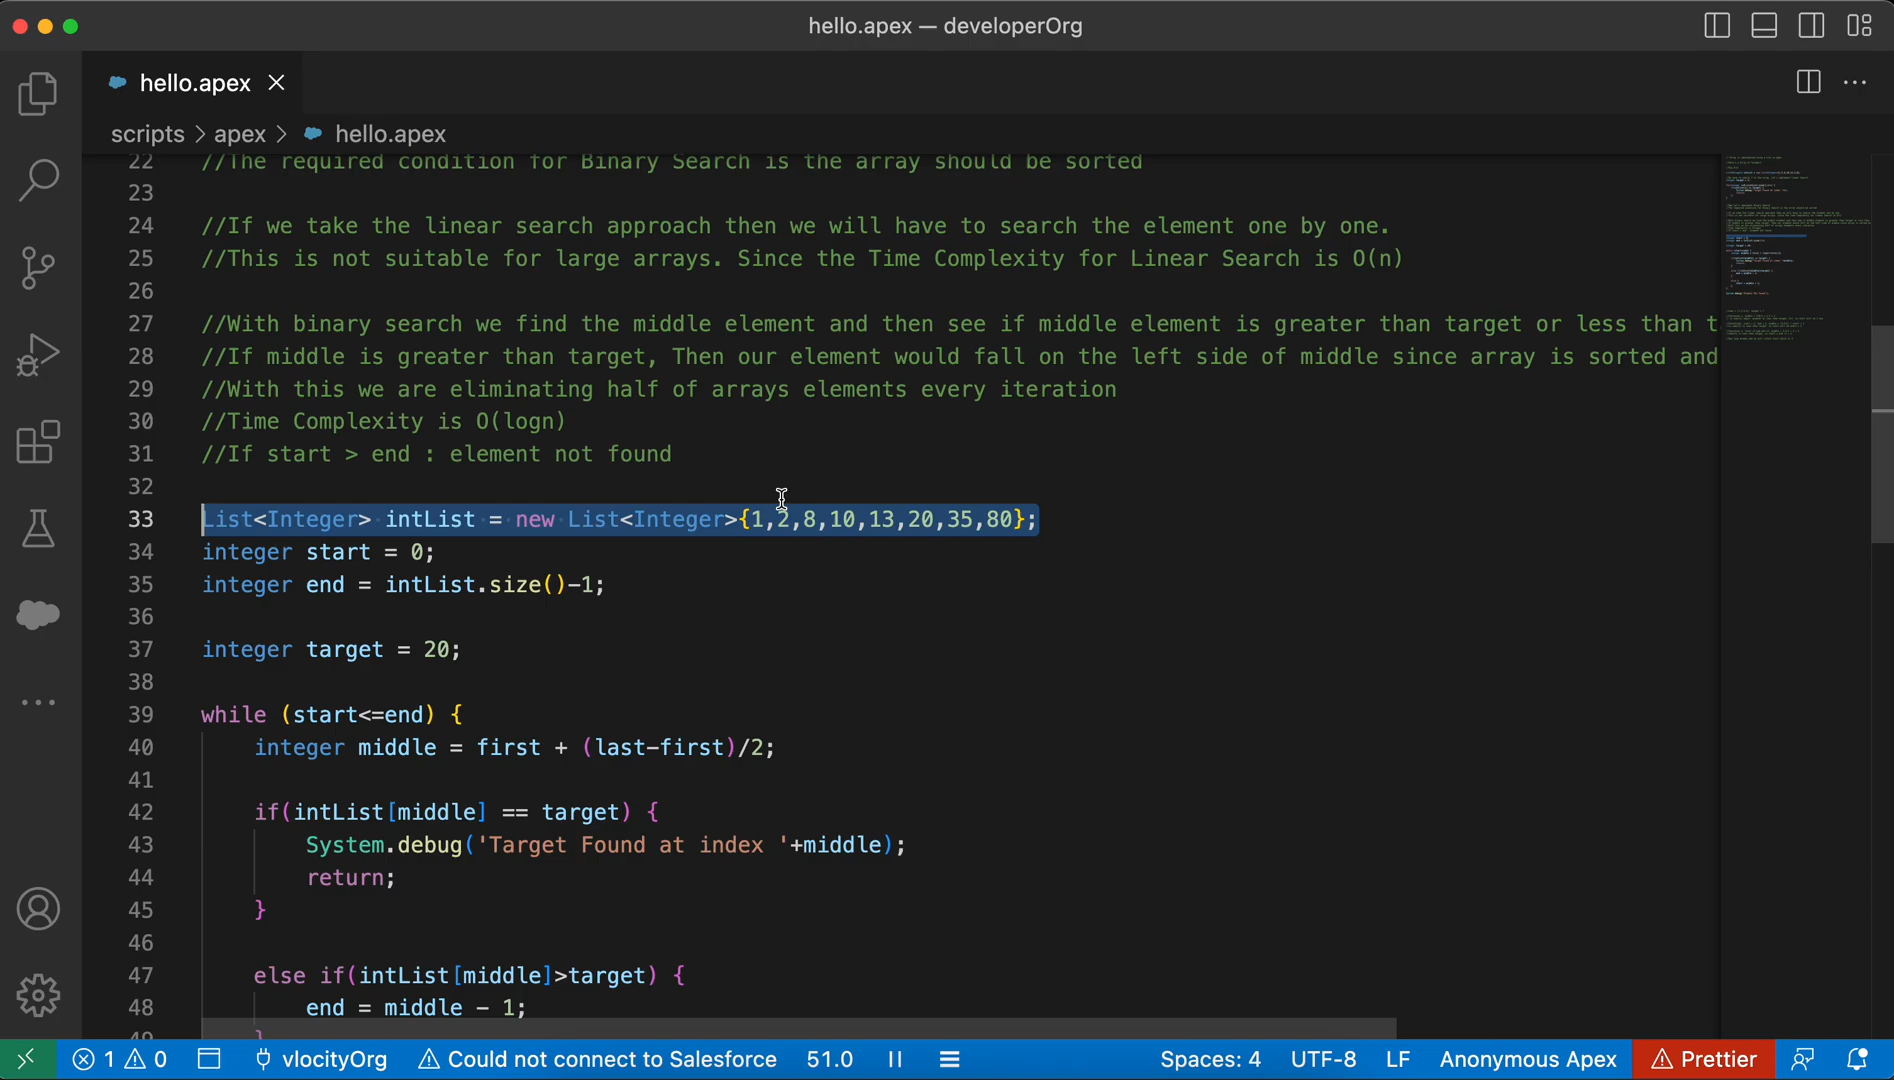 hello.apex — developerOrg
hello.apex
scripts > apex > hello.apex
22 //The required condition for Binary Search is the array should be sorted
23
24 //If we take the linear search approach then we will have to search the element one by one.
25 //This is not suitable for large arrays. Since the Time Complexity for Linear Search is O(n)
26
27 //With binary search we find the middle element and then see if middle element is greater than target or less than t
28 //If middle is greater than target, Then our element would fall on the left side of middle since array is sorted and
29 //With this we are eliminating half of arrays elements every iteration
30 //Time Complexity is O(logn)
31 //If start > end : element not found
32
33 List<Integer> intList = new List<Integer>{1,2,8,10,13,20,35,80};
34 integer start = 0;
35 integer end = intList.size()-1;
36
37 integer target = 20;
38
39 while (start<=end) {
40 integer middle = first + (last-first)/2;
41
42 if(intList[middle] == target) {
43 System.debug('Target Found at index '+middle);
44 return;
45 }
46
47 else if(intList[middle]>target) {
48 end = middle - 1;
49 }
1 0 vlocityOrg Could not connect to Salesforce 51.0 Spaces: 4 UTF-8 LF Anonymous Apex Prettier